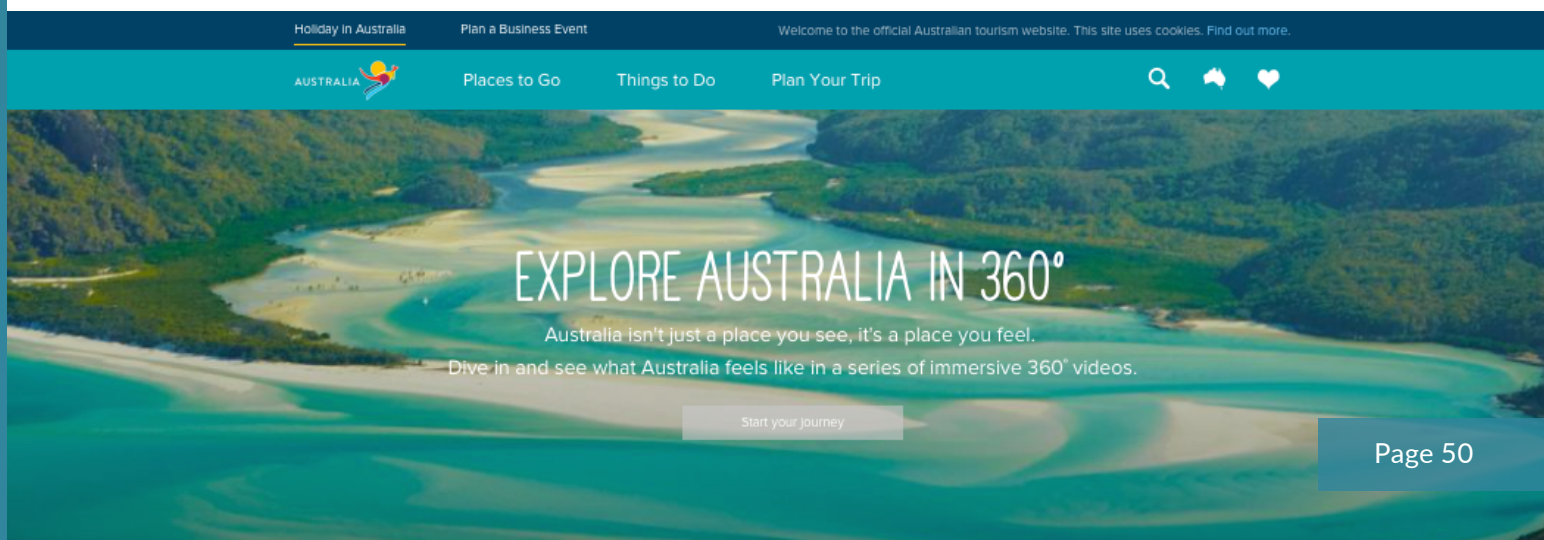 Holiday in Australia Plan a Business Event Welcome to the official Australian tourism website. This site uses cookies. Find out more.
AUSTRALIA Places to Go Things to Do Plan Your Trip
EXPLORE AUSTRALIA IN 360°
Australia isn't just a place you see, it's a place you feel.
Dive in and see what Australia feels like in a series of immersive 360° videos.
Start your journey
Page 50